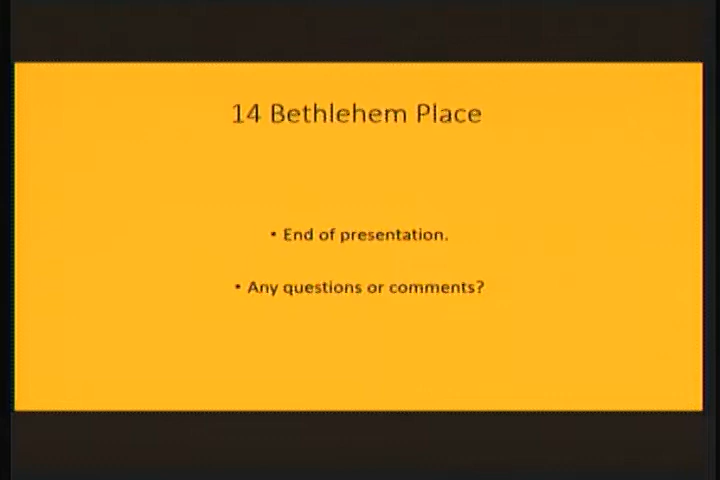 14 Bethlehem Place
• End of presentation.
• Any questions or comments?